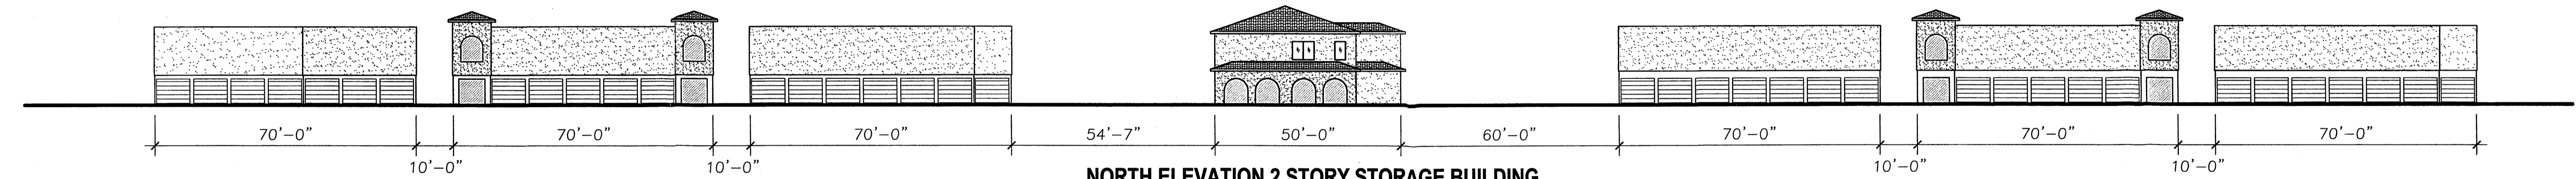 70'-0" 70'-0" 70'-0" 54'-7" 50'-0" 60'-0" 70'-0" 70'-0" 70'-0"
10'-0" 10'-0" 10'-0" 10'-0"
NORTH ELEVATION 2 STORY STORAGE BUILDING